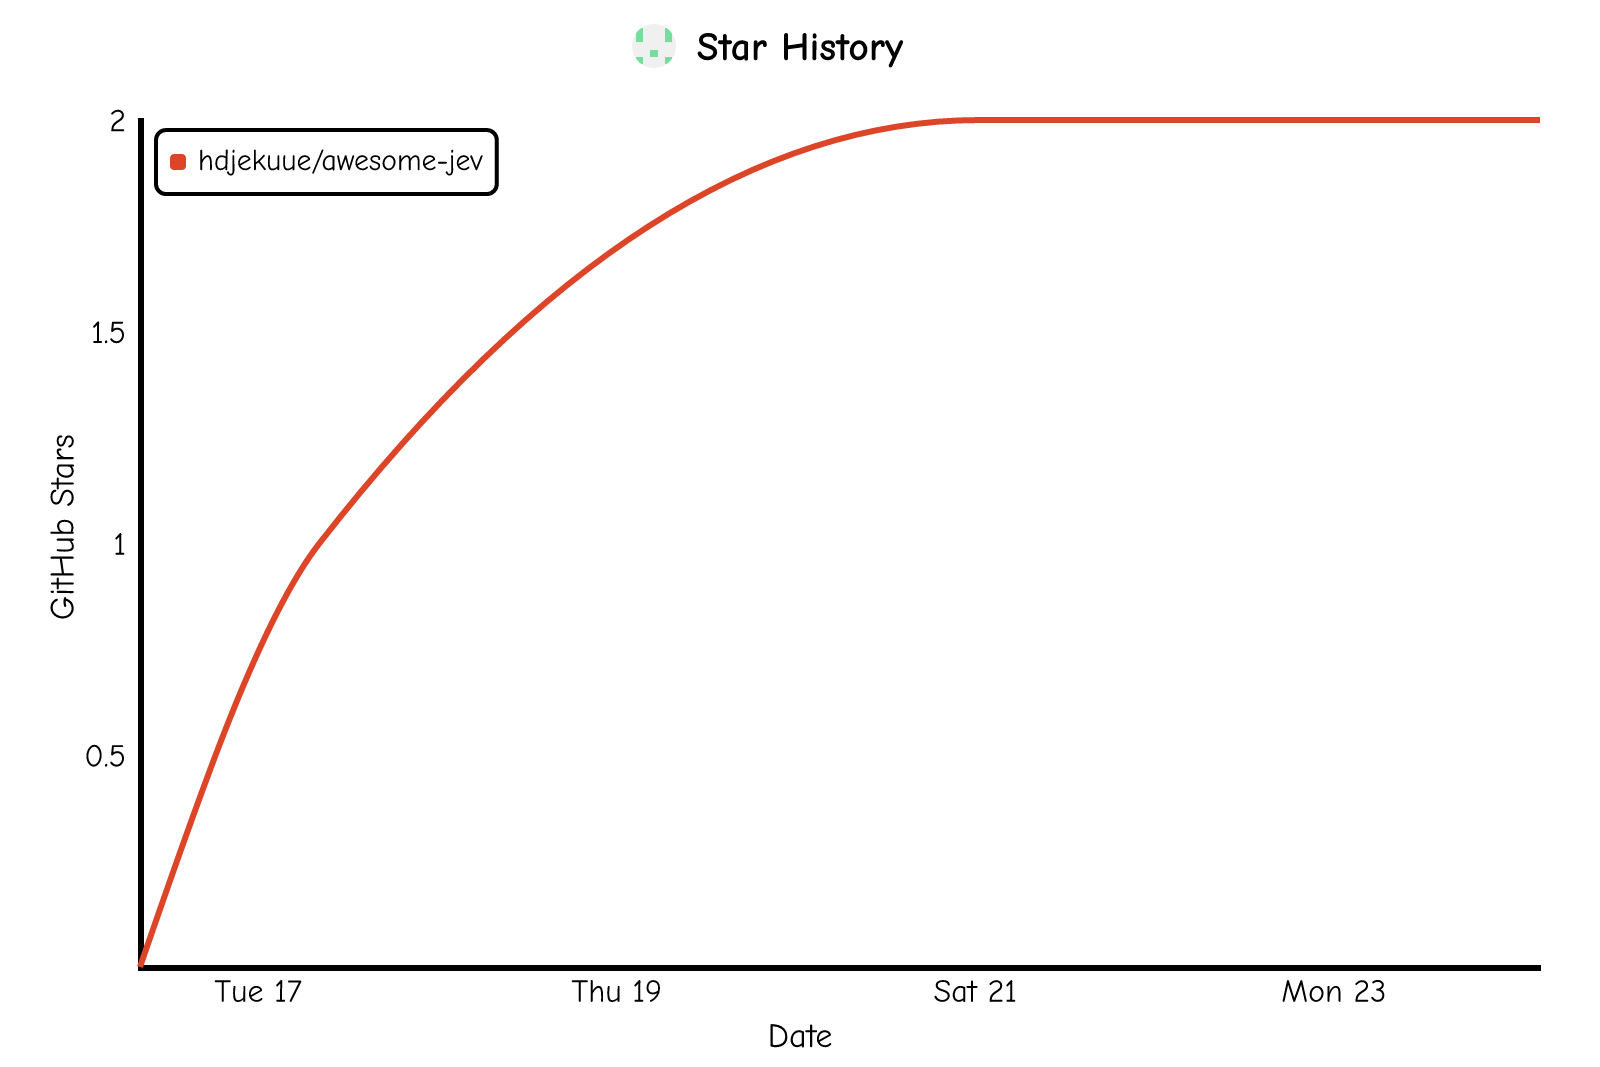 Star History
hdjekuue/awesome-jev
2
1.5
1
0.5
GitHub Stars
Tue 17
Thu 19
Sat 21
Mon 23
Date